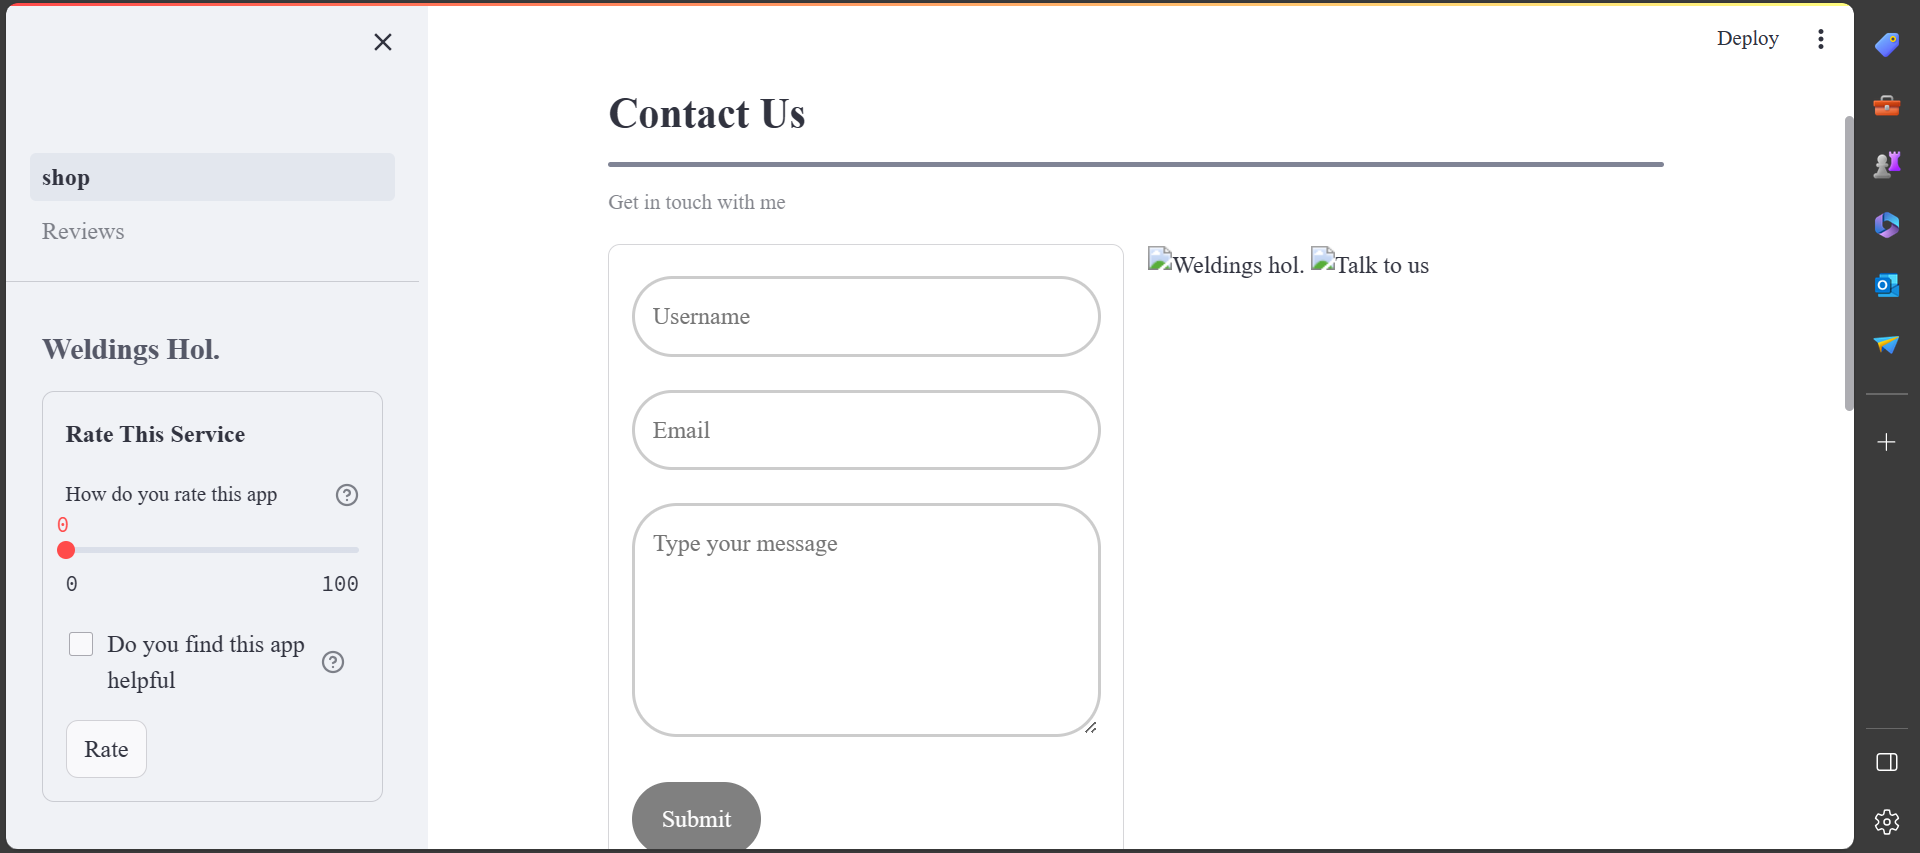 Deploy
shop
Reviews
Weldings Hol.
Rate This Service
How do you rate this app
0
0 100
Do you find this app
helpful
Rate
Contact Us
Get in touch with me
Username
Email
Type your message
Submit
Weldings hol. Talk to us